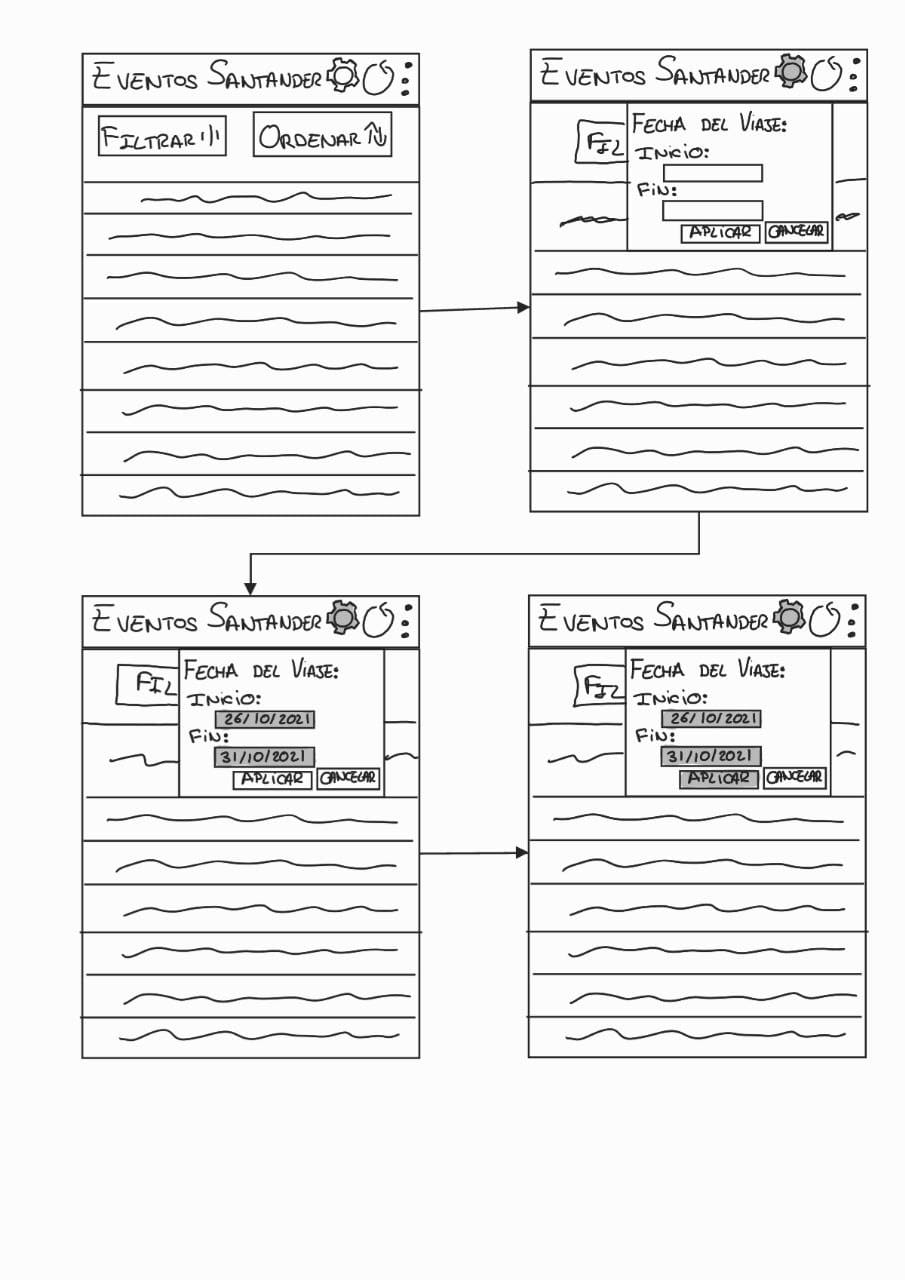 EVENTOS SANTANDER
FILTRAR
ORDENAR
EVENTOS SANTANDER
FIL
FECHA DEL VIAJE:
INICIO:
FIN:
APLICAR CANCELAR
EVENTOS SANTANDER
FIL
FECHA DEL VIAJE:
INICIO:
26/10/2021
FIN:
31/10/2021
APLICAR CANCELAR
EVENTOS SANTANDER
FIL
FECHA DEL VIAJE:
INICIO:
26/10/2021
FIN:
31/10/2021
APLICAR CANCELAR